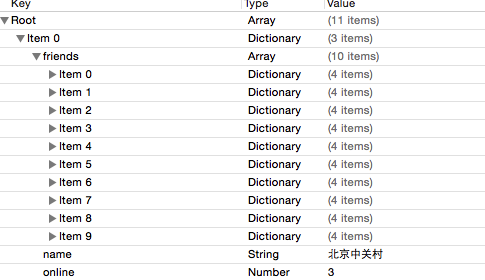 Key Type Value
Root Array (11 items)
Item 0 Dictionary (3 items)
friends Array (10 items)
Item 0 Dictionary (4 items)
Item 1 Dictionary (4 items)
Item 2 Dictionary (4 items)
Item 3 Dictionary (4 items)
Item 4 Dictionary (4 items)
Item 5 Dictionary (4 items)
Item 6 Dictionary (4 items)
Item 7 Dictionary (4 items)
Item 8 Dictionary (4 items)
Item 9 Dictionary (4 items)
name String 北京中关村
online Number 3